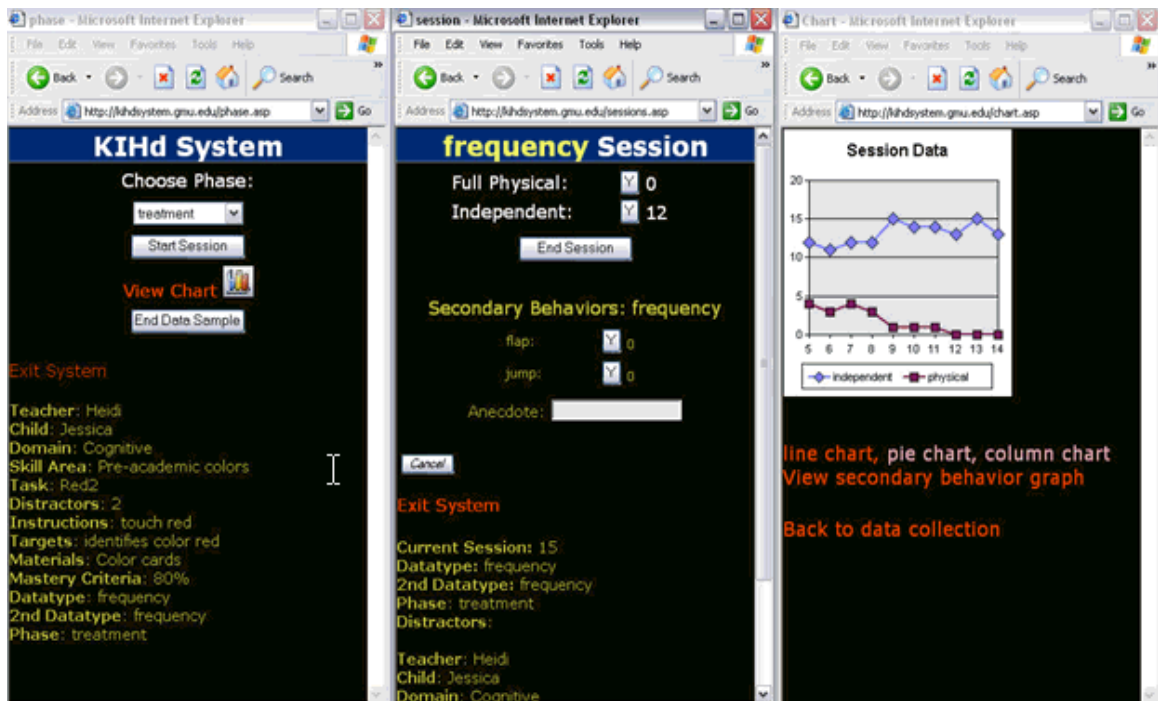 phase - Microsoft Internet Explorer
File Edit View Favorites Tools Help
Back Search
Address http://kihdsystem.gmu.edu/phase.asp Go
KIHd System
Choose Phase:
treatment
Start Session
View Chart
End Data Sample
Exit System
Teacher: Heidi
Child: Jessica
Domain: Cognitive
Skill Area: Pre-academic colors
Task: Red2
Distractors: 2
Instructions: touch red
Targets: identifies color red
Materials: Color cards
Mastery Criteria: 80%
Datatype: frequency
2nd Datatype: frequency
Phase: treatment
session - Microsoft Internet Explorer
File Edit View Favorites Tools Help
Back Search
Address http://kihdsystem.gmu.edu/sessions.asp Go
frequency Session
Full Physical: Y 0
Independent: Y 12
End Session
Secondary Behaviors: frequency
flap: Y 0
jump: Y 0
Anecdote:
Cancel
Exit System
Current Session: 15
Datatype: frequency
2nd Datatype: frequency
Phase: treatment
Distractors:
Teacher: Heidi
Child: Jessica
Domain: Cognitive
Chart - Microsoft Internet Explorer
File Edit View Favorites Tools Help
Back Search
Address http://kihdsystem.gmu.edu/chart.asp Go
Session Data
20
15
10
5
0
5 6 7 8 9 10 11 12 13 14
independent physical
line chart, pie chart, column chart
View secondary behavior graph
Back to data collection